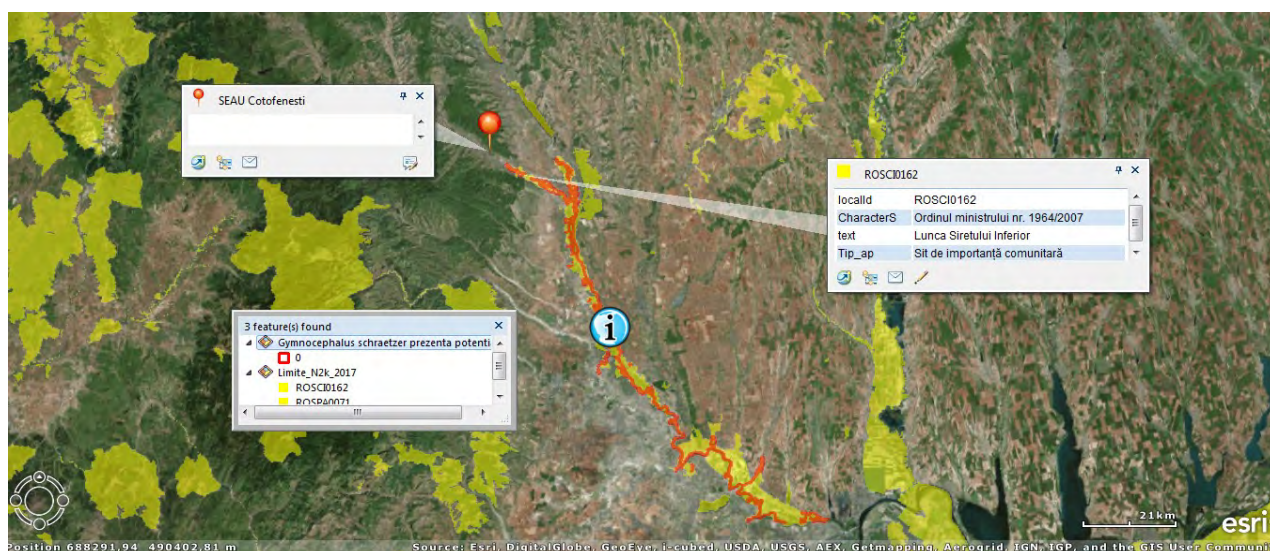 SEAU Cotofenesti
ROSCI0162
localId ROSCI0162
CharacterS Ordinul ministrului nr. 1964/2007
text Lunca Siretului Inferior
Tip_ap Sit de importanță comunitară
3 feature(s) found
Gymnocephalus schraetzer prezenta potenti
0
Limite_N2k_2017
ROSCI0162
ROSPA0071
21km
esri
Position 688291,94 490402,81 m
Source: Esri, DigitalGlobe, GeoEye, i-cubed, USDA, USGS, AEX, Getmapping, Aerogrid, IGN, IGP, and the GIS User Communi